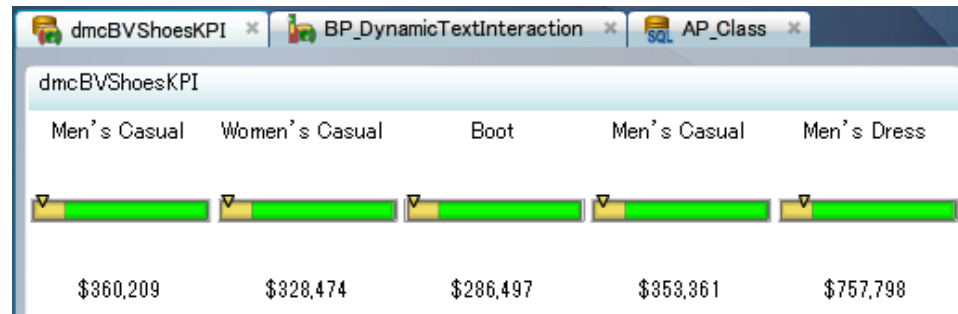 dmcBVShoesKPI × BP_DynamicTextInteraction × SQL AP_Class ×
dmcBVShoesKPI
Men's Casual Women's Casual Boot Men's Casual Men's Dress
$360,209 $328,474 $286,497 $353,361 $757,798